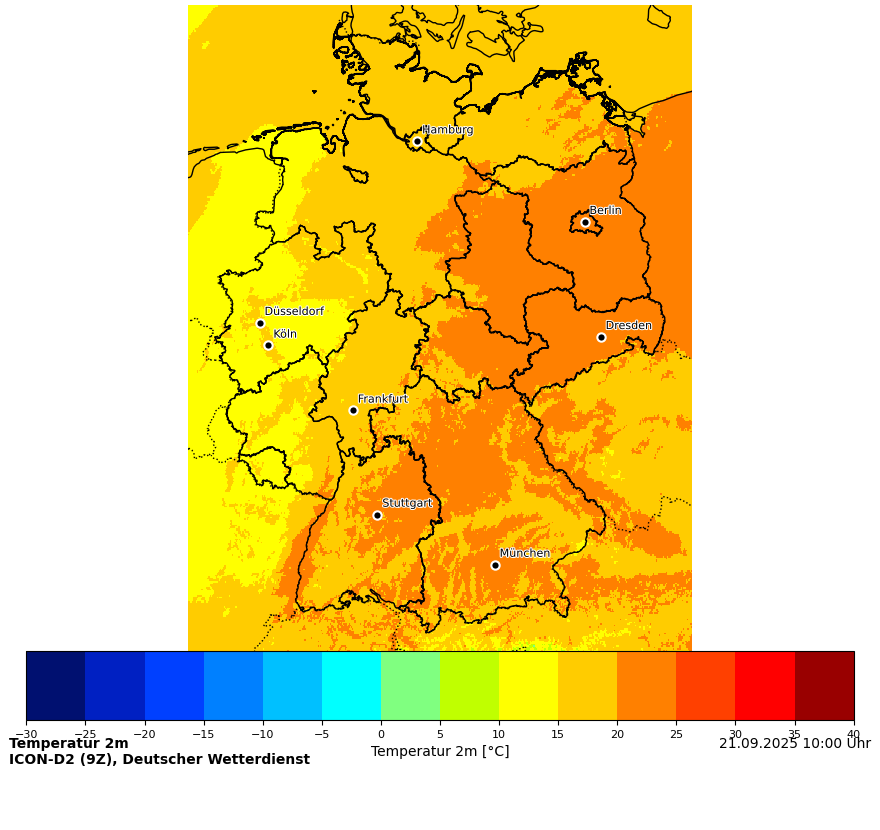 Hamburg
Berlin
Düsseldorf
Köln
Dresden
Frankfurt
Stuttgart
München
−30 −25 −20 −15 −10 −5 0 5 10 15 20 25 30 35 40
Temperatur 2m
Temperatur 2m [°C]
21.09.2025 10:00 Uhr
ICON-D2 (9Z), Deutscher Wetterdienst